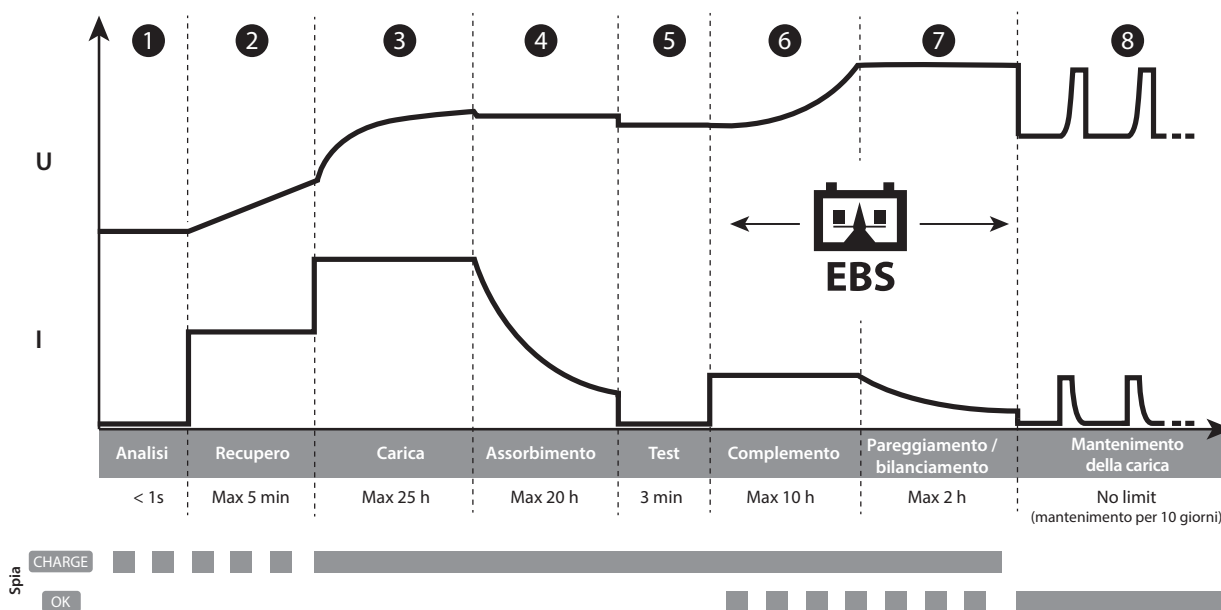 1 2 3 4 5 6 7 8
U
EBS
I
Analisi Recupero Carica Assorbimento Test Complemento Pareggiamento / bilanciamento Mantenimento della carica
< 1s Max 5 min Max 25 h Max 20 h 3 min Max 10 h Max 2 h No limit
(mantenimento per 10 giorni)
Spia
CHARGE
OK